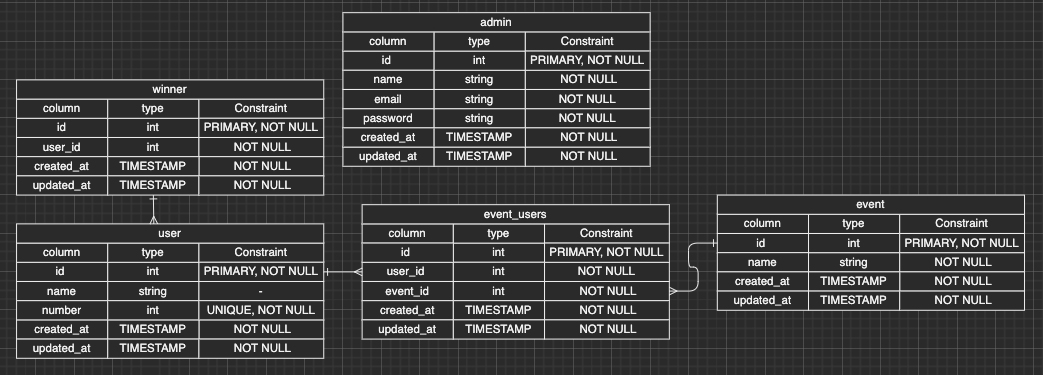 admin
column type Constraint
id int PRIMARY, NOT NULL
name string NOT NULL
email string NOT NULL
password string NOT NULL
created_at TIMESTAMP NOT NULL
updated_at TIMESTAMP NOT NULL
winner
column type Constraint
id int PRIMARY, NOT NULL
user_id int NOT NULL
created_at TIMESTAMP NOT NULL
updated_at TIMESTAMP NOT NULL
user
column type Constraint
id int PRIMARY, NOT NULL
name string -
number int UNIQUE, NOT NULL
created_at TIMESTAMP NOT NULL
updated_at TIMESTAMP NOT NULL
event_users
column type Constraint
id int PRIMARY, NOT NULL
user_id int NOT NULL
event_id int NOT NULL
created_at TIMESTAMP NOT NULL
updated_at TIMESTAMP NOT NULL
event
column type Constraint
id int PRIMARY, NOT NULL
name string NOT NULL
created_at TIMESTAMP NOT NULL
updated_at TIMESTAMP NOT NULL